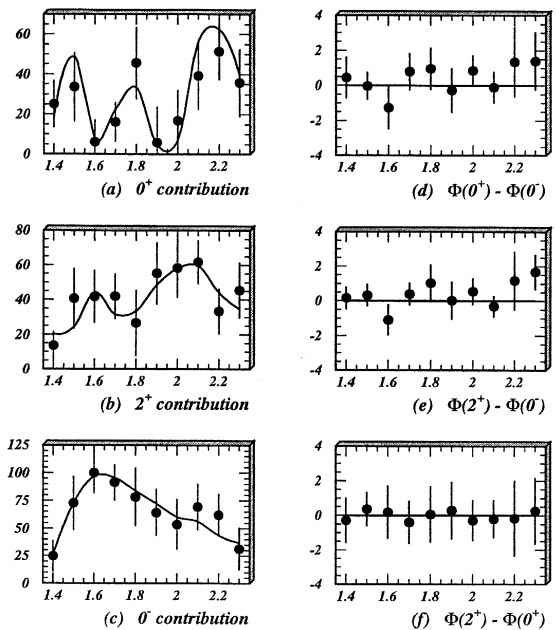 60
40
20
0
1.4 1.6 1.8 2 2.2
(a) 0⁺ contribution
4
2
0
-2
-4
1.4 1.6 1.8 2 2.2
(d) Φ(0⁺) - Φ(0⁻)
80
60
40
20
0
1.4 1.6 1.8 2 2.2
(b) 2⁺ contribution
4
2
0
-2
-4
1.4 1.6 1.8 2 2.2
(e) Φ(2⁺) - Φ(0⁻)
125
100
75
50
25
0
1.4 1.6 1.8 2 2.2
(c) 0⁻ contribution
4
2
0
-2
-4
1.4 1.6 1.8 2 2.2
(f) Φ(2⁺) - Φ(0⁺)